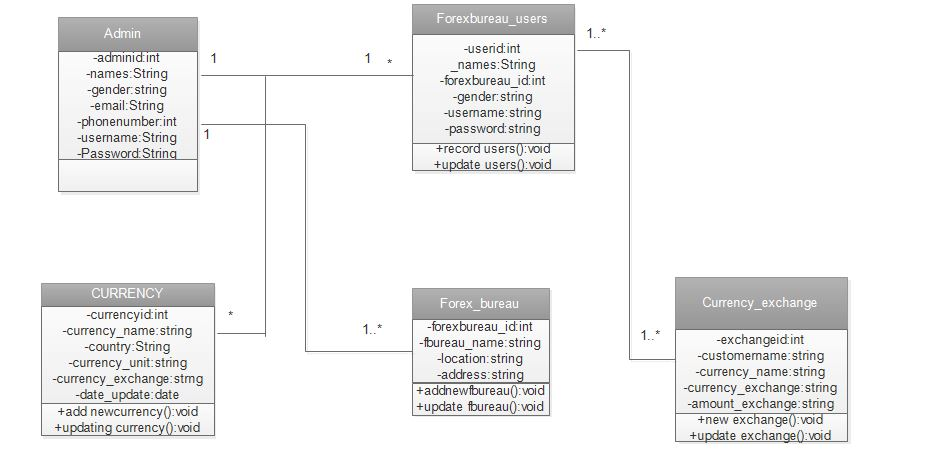 Admin
-adminid:int
-names:String
-gender:string
-email:String
-phonenumber:int
-username:String
-Password:String
1
1
1 *
Forexbureau_users
-userid:int
_names:String
-forexbureau_id:int
-gender:string
-username:string
-password:string
+record users():void
+update users():void
1..*
CURRENCY
-currencyid:int
-currency_name:string
-country:String
-currency_unit:string
-currency_exchange:strng
-date_update:date
+add newcurrency():void
+updating currency():void
*
1..*
Forex_bureau
-forexbureau_id:int
-fbureau_name:string
-location:string
-address:string
+addnewfbureau():void
+update fbureau():void
1..*
Currency_exchange
-exchangeid:int
-customername:string
-currency_name:string
-currency_exchange:string
-amount_exchange:string
+new exchange():void
+update exchange():void